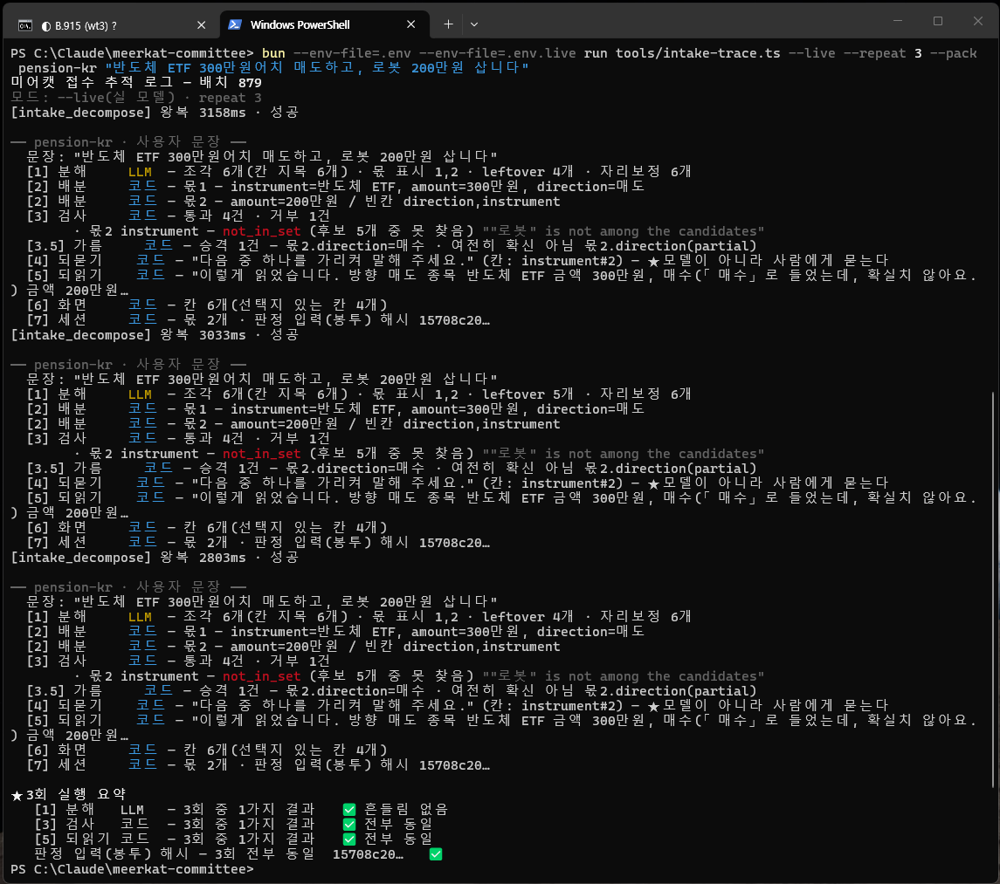 B.915 (wt3) ?
Windows PowerShell
PS C:\Claude\meerkat-committee> bun --env-file=.env --env-file=.env.live run tools/intake-trace.ts --live --repeat 3 --pack
pension-kr "반도체 ETF 300만원어치 매도하고, 로봇 200만원 삽니다"
미어캣 접수 추적 로그 — 배치 879
모드: --live(실 모델) · repeat 3
[intake_decompose] 왕복 3158ms · 성공
── pension-kr · 사용자 문장 ──
문장: "반도체 ETF 300만원어치 매도하고, 로봇 200만원 삽니다"
[1] 분해 LLM — 조각 6개(칸 지목 6개) · 몫 표시 1,2 · leftover 4개 · 자리보정 6개
[2] 배분 코드 — 몫1 — instrument=반도체 ETF, amount=300만원, direction=매도
[2] 배분 코드 — 몫2 — amount=200만원 / 빈칸 direction,instrument
[3] 검사 코드 — 통과 4건 · 거부 1건
· 몫2 instrument — not_in_set (후보 5개 중 못 찾음) ""로봇" is not among the candidates"
[3.5] 가름 코드 — 승격 1건 — 몫2.direction=매수 · 여전히 확신 아님 몫2.direction(partial)
[4] 되묻기 코드 — "다음 중 하나를 가리켜 말해 주세요." (칸: instrument#2) — ★모델이 아니라 사람에게 묻는다
[5] 되읽기 코드 — "이렇게 읽었습니다. 방향 매도 종목 반도체 ETF 금액 300만원, 매수(「매수」로 들었는데, 확실치 않아요.
) 금액 200만원…
[6] 화면 코드 — 칸 6개(선택지 있는 칸 4개)
[7] 세션 코드 — 몫 2개 · 판정 입력(봉투) 해시 15708c20…
[intake_decompose] 왕복 3033ms · 성공
── pension-kr · 사용자 문장 ──
문장: "반도체 ETF 300만원어치 매도하고, 로봇 200만원 삽니다"
[1] 분해 LLM — 조각 6개(칸 지목 6개) · 몫 표시 1,2 · leftover 5개 · 자리보정 6개
[2] 배분 코드 — 몫1 — instrument=반도체 ETF, amount=300만원, direction=매도
[2] 배분 코드 — 몫2 — amount=200만원 / 빈칸 direction,instrument
[3] 검사 코드 — 통과 4건 · 거부 1건
· 몫2 instrument — not_in_set (후보 5개 중 못 찾음) ""로봇" is not among the candidates"
[3.5] 가름 코드 — 승격 1건 — 몫2.direction=매수 · 여전히 확신 아님 몫2.direction(partial)
[4] 되묻기 코드 — "다음 중 하나를 가리켜 말해 주세요." (칸: instrument#2) — ★모델이 아니라 사람에게 묻는다
[5] 되읽기 코드 — "이렇게 읽었습니다. 방향 매도 종목 반도체 ETF 금액 300만원, 매수(「매수」로 들었는데, 확실치 않아요.
) 금액 200만원…
[6] 화면 코드 — 칸 6개(선택지 있는 칸 4개)
[7] 세션 코드 — 몫 2개 · 판정 입력(봉투) 해시 15708c20…
[intake_decompose] 왕복 2803ms · 성공
── pension-kr · 사용자 문장 ──
문장: "반도체 ETF 300만원어치 매도하고, 로봇 200만원 삽니다"
[1] 분해 LLM — 조각 6개(칸 지목 6개) · 몫 표시 1,2 · leftover 4개 · 자리보정 6개
[2] 배분 코드 — 몫1 — instrument=반도체 ETF, amount=300만원, direction=매도
[2] 배분 코드 — 몫2 — amount=200만원 / 빈칸 direction,instrument
[3] 검사 코드 — 통과 4건 · 거부 1건
· 몫2 instrument — not_in_set (후보 5개 중 못 찾음) ""로봇" is not among the candidates"
[3.5] 가름 코드 — 승격 1건 — 몫2.direction=매수 · 여전히 확신 아님 몫2.direction(partial)
[4] 되묻기 코드 — "다음 중 하나를 가리켜 말해 주세요." (칸: instrument#2) — ★모델이 아니라 사람에게 묻는다
[5] 되읽기 코드 — "이렇게 읽었습니다. 방향 매도 종목 반도체 ETF 금액 300만원, 매수(「매수」로 들었는데, 확실치 않아요.
) 금액 200만원…
[6] 화면 코드 — 칸 6개(선택지 있는 칸 4개)
[7] 세션 코드 — 몫 2개 · 판정 입력(봉투) 해시 15708c20…
★3회 실행 요약
[1] 분해 LLM — 3회 중 1가지 결과 ✅ 흔들림 없음
[3] 검사 코드 — 3회 중 1가지 결과 ✅ 전부 동일
[5] 되읽기 코드 — 3회 중 1가지 결과 ✅ 전부 동일
판정 입력(봉투) 해시 — 3회 전부 동일 15708c20… ✅
PS C:\Claude\meerkat-committee>